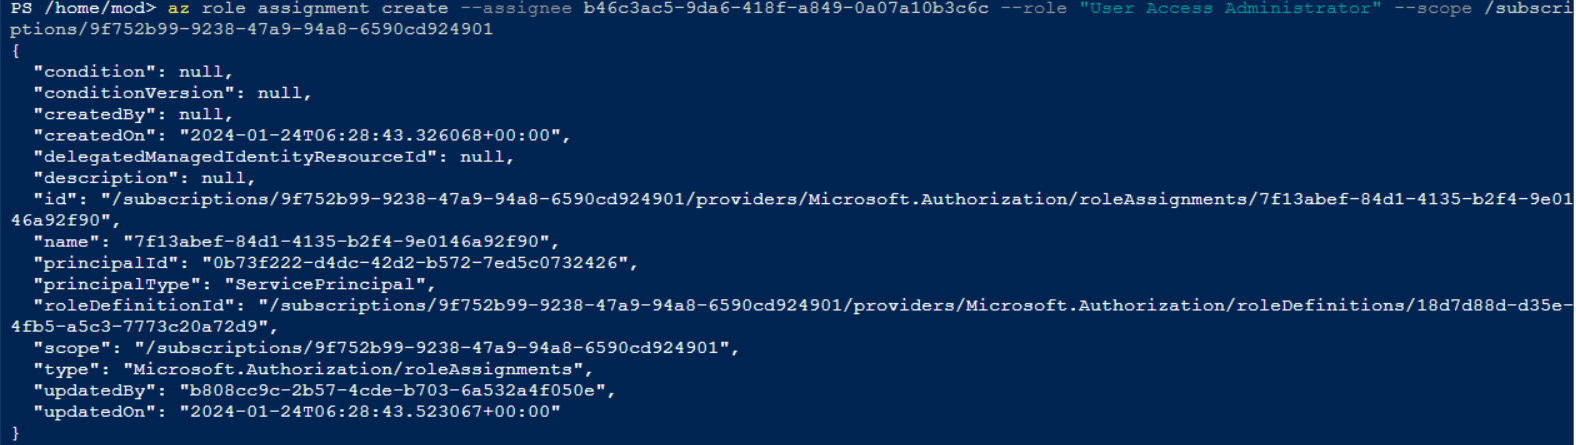 PS /home/mod> az role assignment create --assignee b46c3ac5-9da6-418f-a849-0a07a10b3c6c --role "User Access Administrator" --scope /subscri
ptions/9f752b99-9238-47a9-94a8-6590cd924901
{
  "condition": null,
  "conditionVersion": null,
  "createdBy": null,
  "createdOn": "2024-01-24T06:28:43.326068+00:00",
  "delegatedManagedIdentityResourceId": null,
  "description": null,
  "id": "/subscriptions/9f752b99-9238-47a9-94a8-6590cd924901/providers/Microsoft.Authorization/roleAssignments/7f13abef-84d1-4135-b2f4-9e01
46a92f90",
  "name": "7f13abef-84d1-4135-b2f4-9e0146a92f90",
  "principalId": "0b73f222-d4dc-42d2-b572-7ed5c0732426",
  "principalType": "ServicePrincipal",
  "roleDefinitionId": "/subscriptions/9f752b99-9238-47a9-94a8-6590cd924901/providers/Microsoft.Authorization/roleDefinitions/18d7d88d-d35e-
4fb5-a5c3-7773c20a72d9",
  "scope": "/subscriptions/9f752b99-9238-47a9-94a8-6590cd924901",
  "type": "Microsoft.Authorization/roleAssignments",
  "updatedBy": "b808cc9c-2b57-4cde-b703-6a532a4f050e",
  "updatedOn": "2024-01-24T06:28:43.523067+00:00"
}